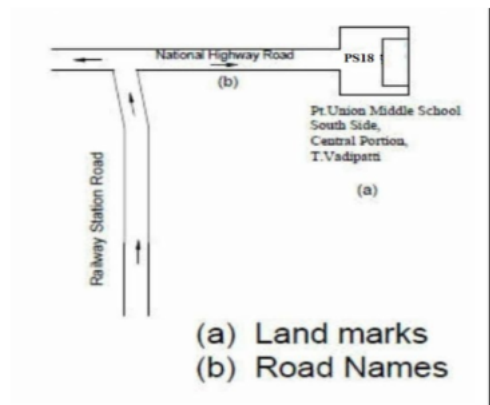 National Highway Road
PS18
(b)
Pt.Union Middle School
South Side,
Central Portion,
T.Vadipatti
(a)
Railway Station Road
(a) Land marks
(b) Road Names